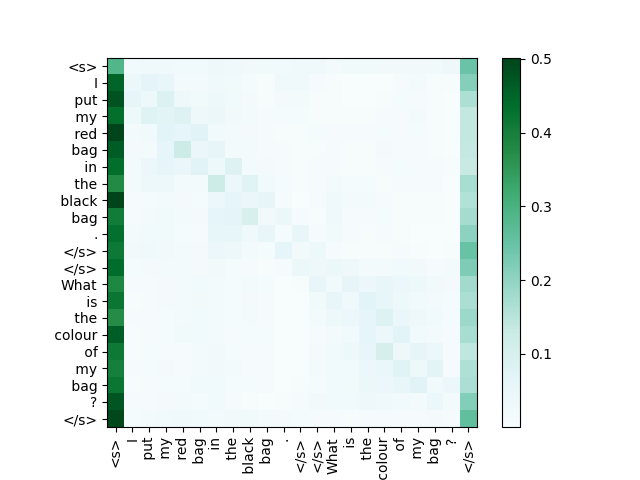 <s>
I
put
my
red
bag
in
the
black
bag
.
</s>
</s>
What
is
the
colour
of
my
bag
?
</s>
<s>
I
put
my
red
bag
in
the
black
bag
.
</s>
</s>
What
is
the
colour
of
my
bag
?
</s>
0.5
0.4
0.3
0.2
0.1